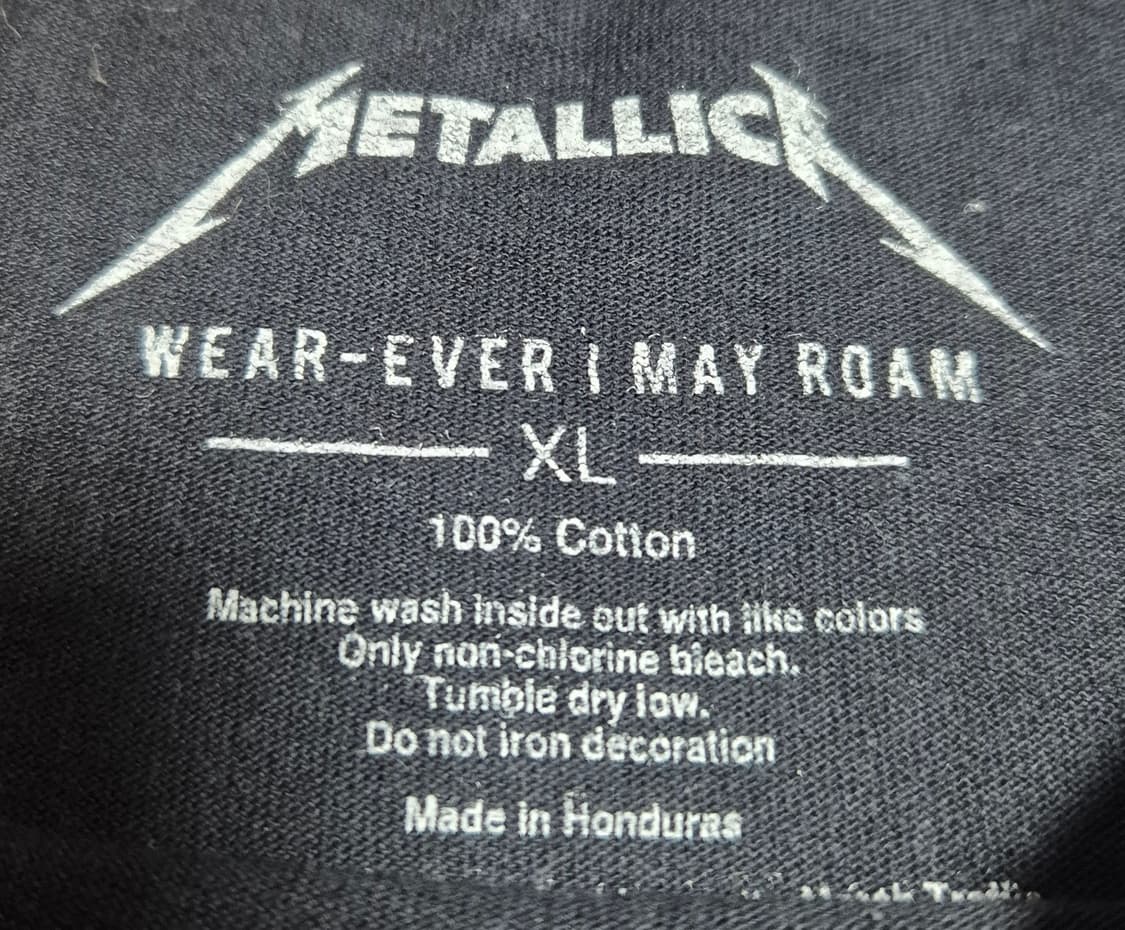 METALLICA
WEAR-EVER I MAY ROAM
XL
100% Cotton
Machine wash inside out with like colors
Only non-chlorine bleach.
Tumble dry low.
Do not iron decoration
Made in Honduras